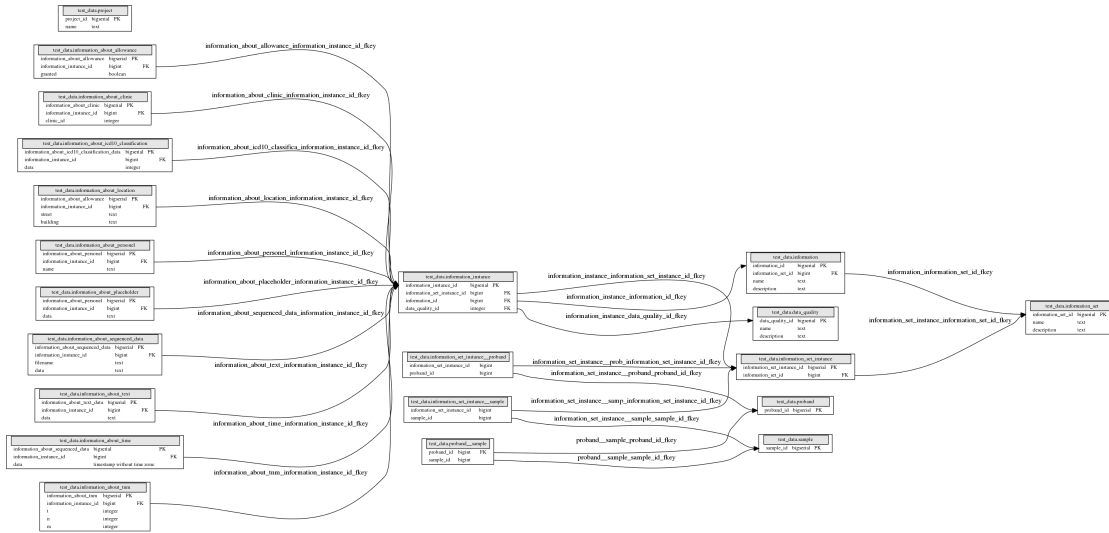 test_data.project
project_id bigserial PK
name text
test_data.information_about_allowance
information_about_allowance bigserial PK
information_instance_id bigint FK
granted boolean
information_about_allowance_information_instance_id_fkey
test_data.information_about_clinic
information_about_clinic bigserial PK
information_instance_id bigint FK
clinic_id integer
information_about_clinic_information_instance_id_fkey
test_data.information_about_icd10_classification
information_about_icd10_classification_data bigserial PK
information_instance_id bigint FK
data integer
information_about_icd10_classifica_information_instance_id_fkey
test_data.information_about_location
information_about_allowance bigserial PK
information_instance_id bigint FK
street text
building text
information_about_location_information_instance_id_fkey
test_data.information_about_personel
information_about_personel bigserial PK
information_instance_id bigint FK
name text
information_about_personel_information_instance_id_fkey
test_data.information_about_placeholder
information_about_personel bigserial PK
information_instance_id bigint FK
data text
information_about_placeholder_information_instance_id_fkey
test_data.information_about_sequenced_data
information_about_sequenced_data bigserial PK
information_instance_id bigint FK
filename text
data text
information_about_sequenced_data_information_instance_id_fkey
test_data.information_about_text
information_about_text_data bigserial PK
information_instance_id bigint FK
data text
information_about_text_information_instance_id_fkey
test_data.information_about_time
information_about_sequenced_data bigserial PK
information_instance_id bigint FK
data timestamp without time zone
information_about_time_information_instance_id_fkey
test_data.information_about_tnm
information_about_tnm bigserial PK
information_instance_id bigint FK
t integer
n integer
m integer
information_about_tnm_information_instance_id_fkey
test_data.information_instance
information_instance_id bigserial PK
information_set_instance_id bigint FK
information_id bigint FK
data_quality_id integer FK
information_instance_information_set_instance_id_fkey
information_instance_information_id_fkey
information_instance_data_quality_id_fkey
test_data.information_set_instance__proband
information_set_instance_id bigint
proband_id bigint
information_set_instance__prob_information_set_instance_id_fkey
information_set_instance__proband_proband_id_fkey
test_data.information_set_instance__sample
information_set_instance_id bigint
sample_id bigint
information_set_instance__samp_information_set_instance_id_fkey
information_set_instance__sample_sample_id_fkey
test_data.proband__sample
proband_id bigint PK
sample_id bigint
proband__sample_proband_id_fkey
proband__sample_sample_id_fkey
test_data.information
information_id bigserial PK
information_set_id bigint FK
name text
description text
information_information_set_id_fkey
test_data.data_quality
data_quality_id bigserial PK
name text
description text
test_data.information_set_instance
information_set_instance_id bigserial PK
information_set_id bigint FK
information_set_instance_information_set_id_fkey
test_data.proband
proband_id bigserial PK
test_data.sample
sample_id bigserial PK
test_data.information_set
information_set_id bigserial PK
name text
description text